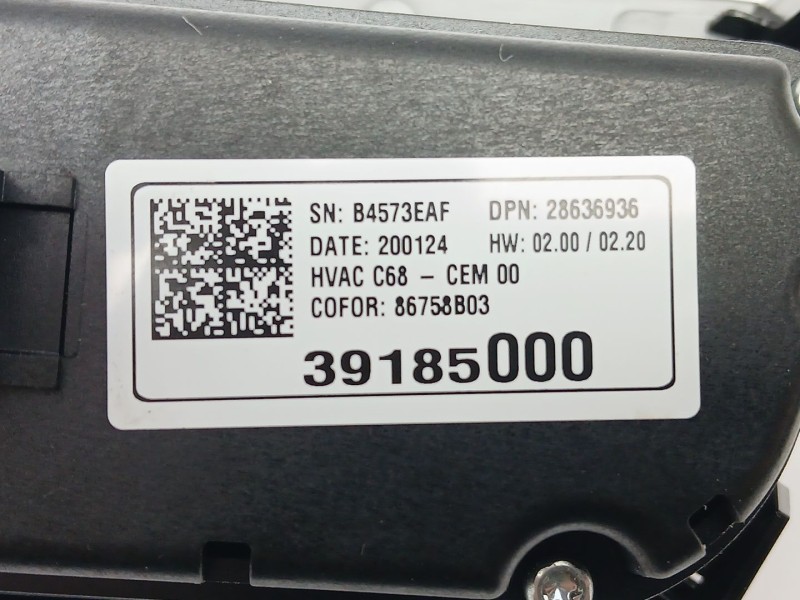 SN: B4573EAF DPN: 28636936
DATE: 200124 HW: 02.00 / 02.20
HVAC C68 - CEM 00
COFOR: 86758B03
39185000